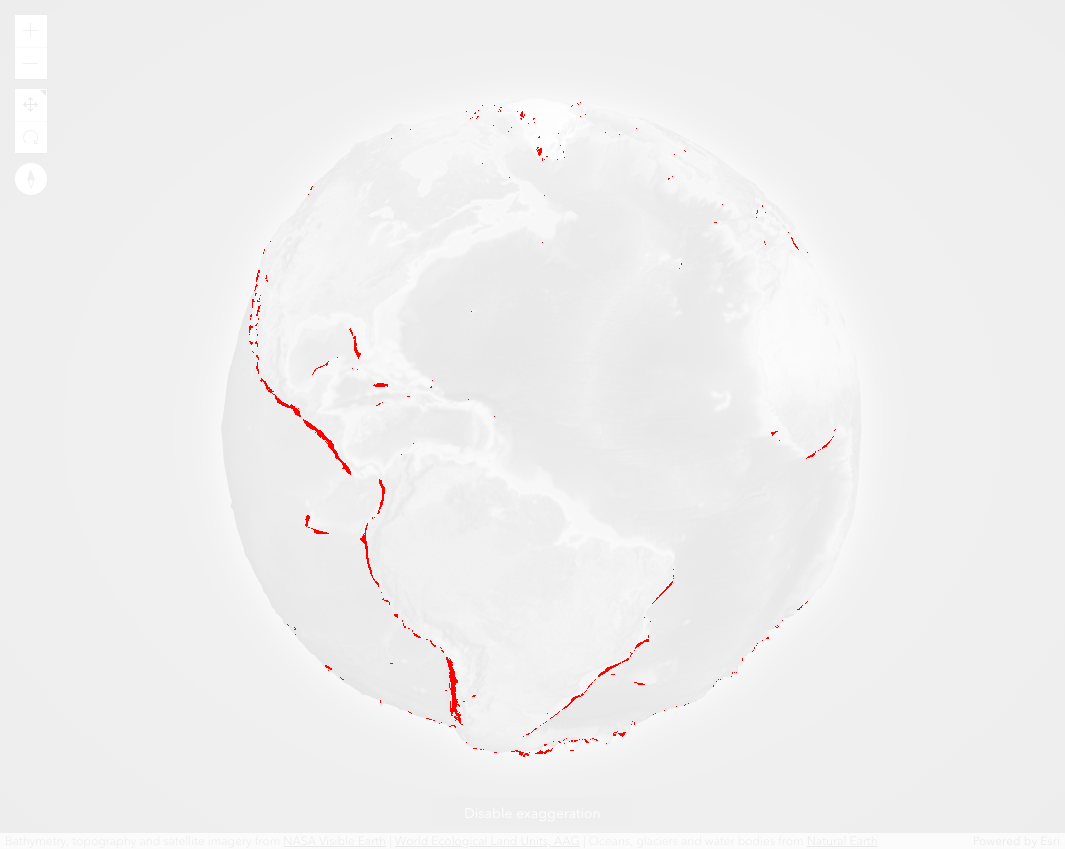 Disable exaggeration
Bathymetry, topography and satellite imagery from NASA Visible Earth | World Ecological Land Units, AAG | Oceans, glaciers and water bodies from Natural Earth Powered by Esri